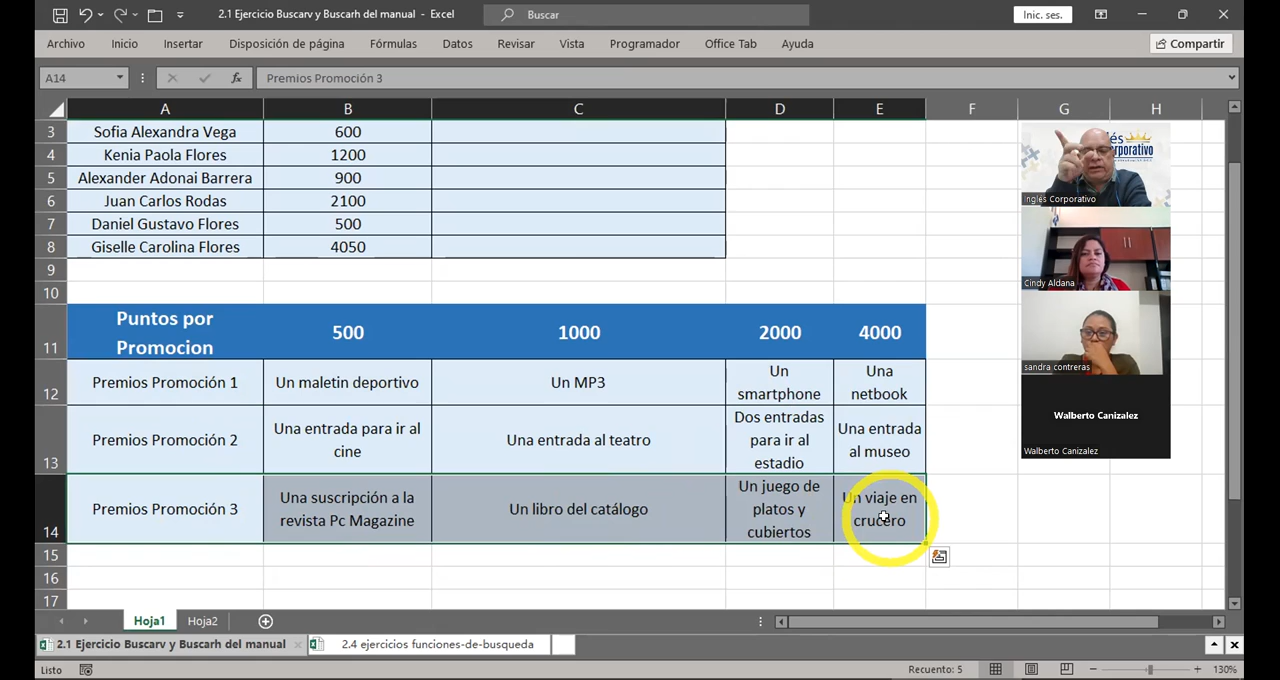 2.1 Ejercicio Buscarv y Buscarh del manual - Excel
Buscar
Inic. ses.
Archivo Inicio Insertar Disposición de página Fórmulas Datos Revisar Vista Programador Office Tab Ayuda
Compartir
A14 fx Premios Promoción 3
A B C D E F G H
3 Sofia Alexandra Vega 600
4 Kenia Paola Flores 1200
5 Alexander Adonai Barrera 900
6 Juan Carlos Rodas 2100
7 Daniel Gustavo Flores 500
8 Giselle Carolina Flores 4050
9
10
Puntos por
Promocion
500 1000 2000 4000
11
Premios Promoción 1
Un maletin deportivo
Un MP3
Un
smartphone
Una
netbook
12
Premios Promoción 2
Una entrada para ir al
cine
Una entrada al teatro
Dos entradas
para ir al
estadio
Una entrada
al museo
13
Premios Promoción 3
Una suscripción a la
revista Pc Magazine
Un libro del catálogo
Un juego de
platos y
cubiertos
Un viaje en
crucero
14
15
16
17
Inglés Corporativo
Cindy Aldana
sandra contreras
Walberto Canizalez
Walberto Canizalez
Hoja1 Hoja2
2.1 Ejercicio Buscarv y Buscarh del manual
2.4 ejercicios funciones-de-busqueda
Listo
Recuento: 5
130%